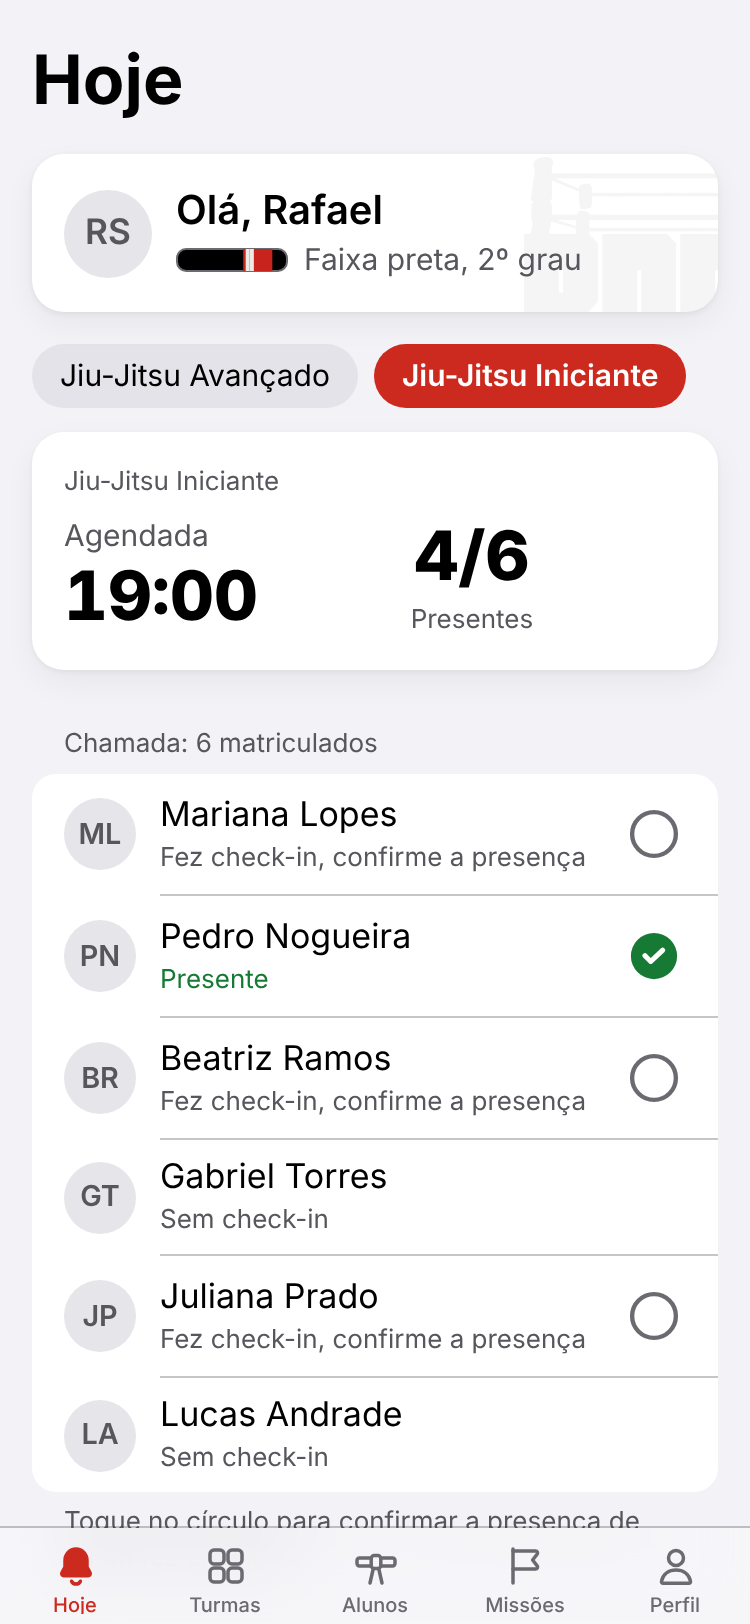 Hoje
RS
Olá, Rafael
Faixa preta, 2º grau
Jiu-Jitsu Avançado
Jiu-Jitsu Iniciante
Jiu-Jitsu Iniciante
Agendada
19:00
4/6
Presentes
Chamada: 6 matriculados
ML
Mariana Lopes
Fez check-in, confirme a presença
PN
Pedro Nogueira
Presente
BR
Beatriz Ramos
Fez check-in, confirme a presença
GT
Gabriel Torres
Sem check-in
JP
Juliana Prado
Fez check-in, confirme a presença
LA
Lucas Andrade
Sem check-in
Toque no círculo para confirmar a presença de
Hoje
Turmas
Alunos
Missões
Perfil